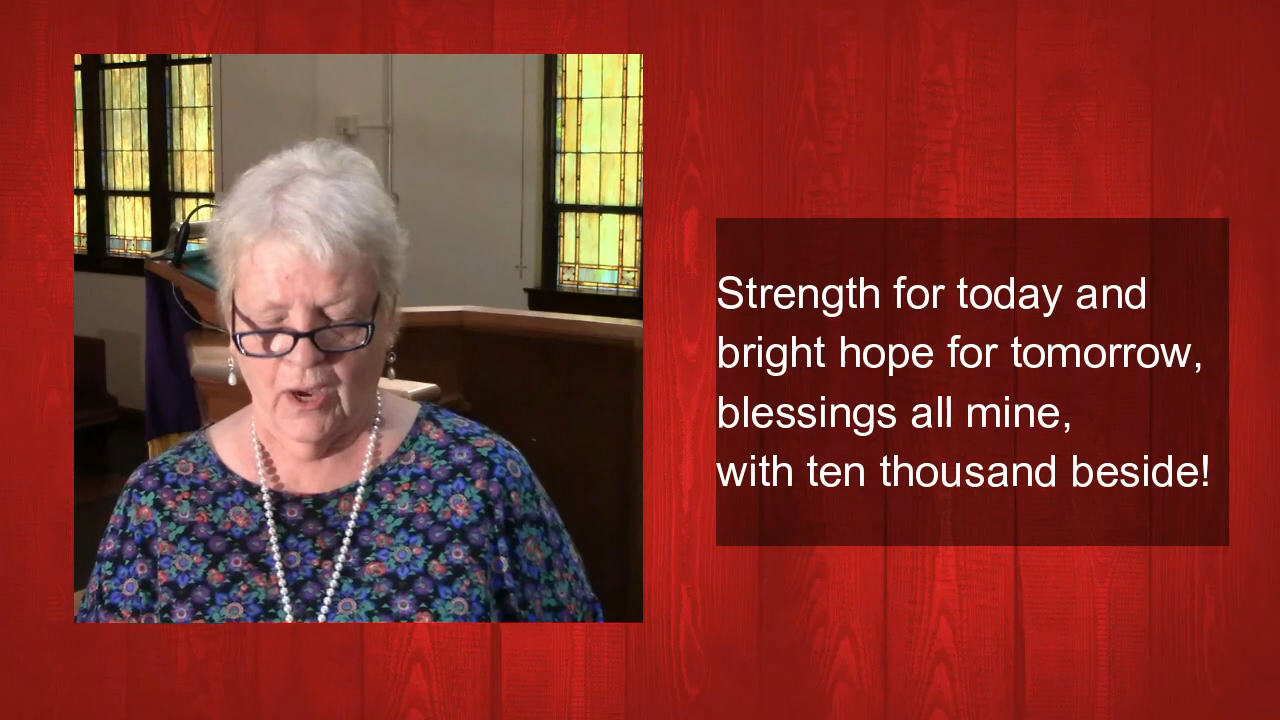 Strength for today and
bright hope for tomorrow,
blessings all mine,
with ten thousand beside!